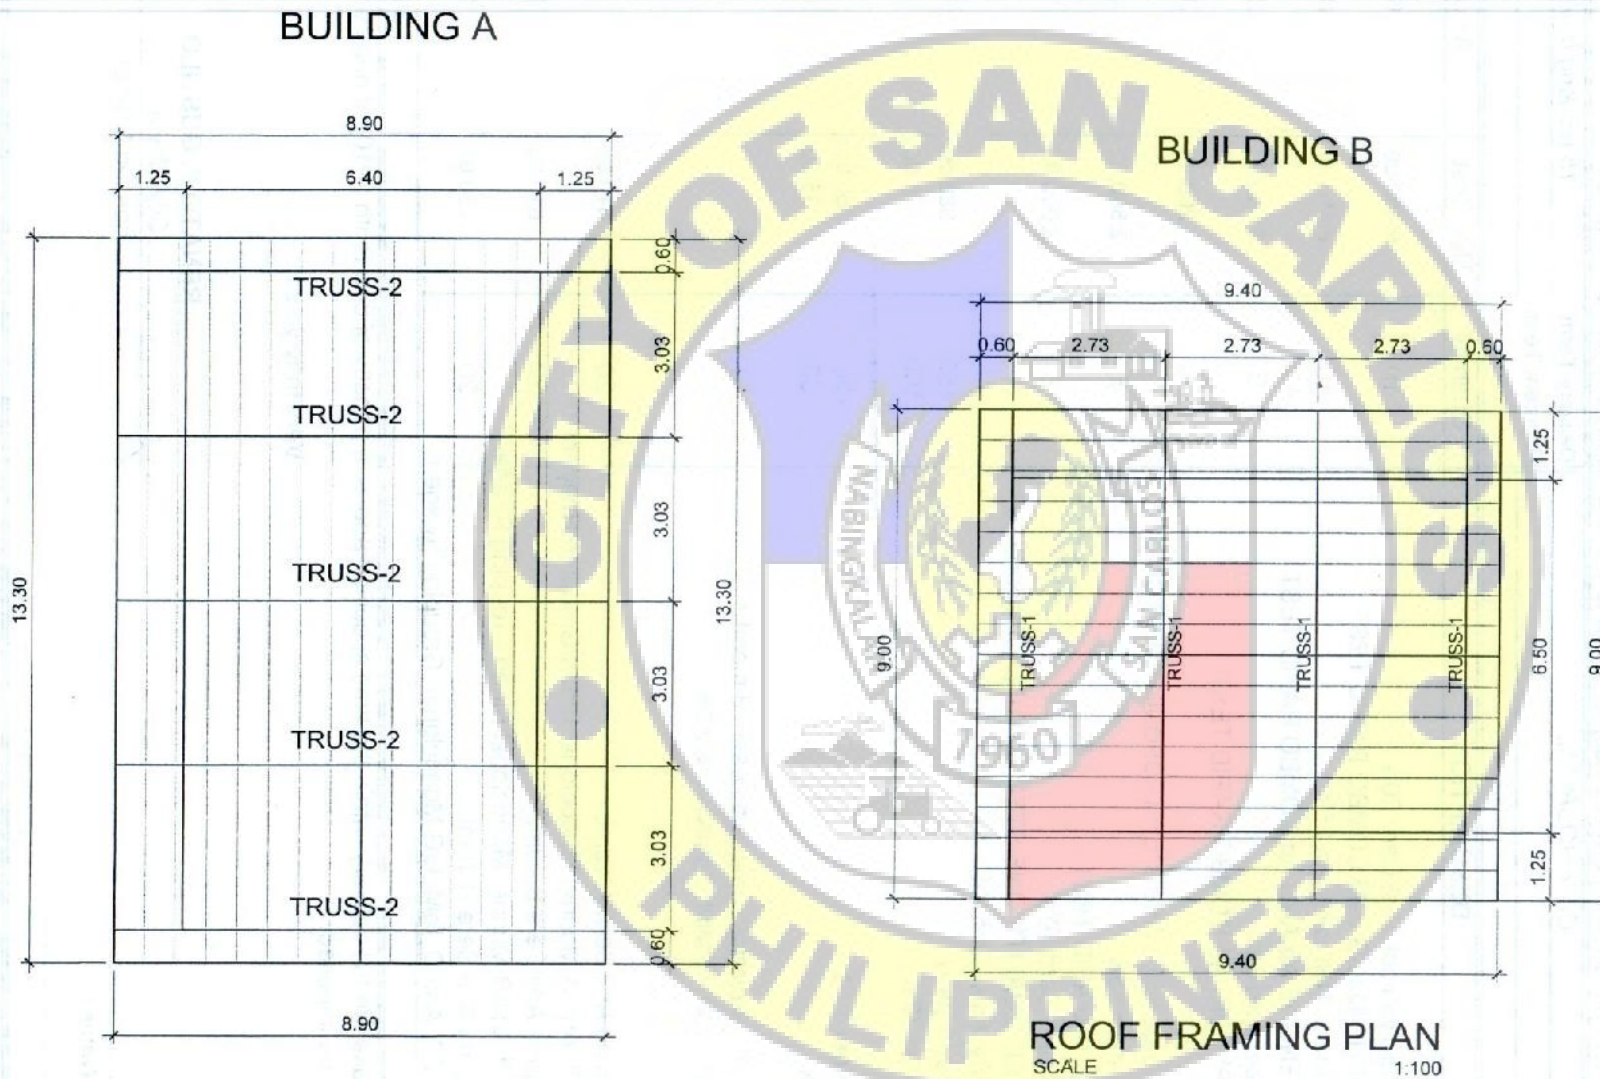 BUILDING A
8.90
1.25 6.40 1.25
TRUSS-2
TRUSS-2
TRUSS-2
TRUSS-2
TRUSS-2
0.60
3.03
3.03
3.03
3.03
0.60
13.30
13.30
8.90
BUILDING B
9.40
0.60 2.73 2.73 2.73 0.60
TRUSS-1 TRUSS-1 TRUSS-1 TRUSS-1
9.00
1.25
6.50
1.25
9.00
9.40
ROOF FRAMING PLAN
SCALE 1:100
CITY OF SAN CARLOS
PHILIPPINES
NABINGKALAN
SAN CARLOS
1960